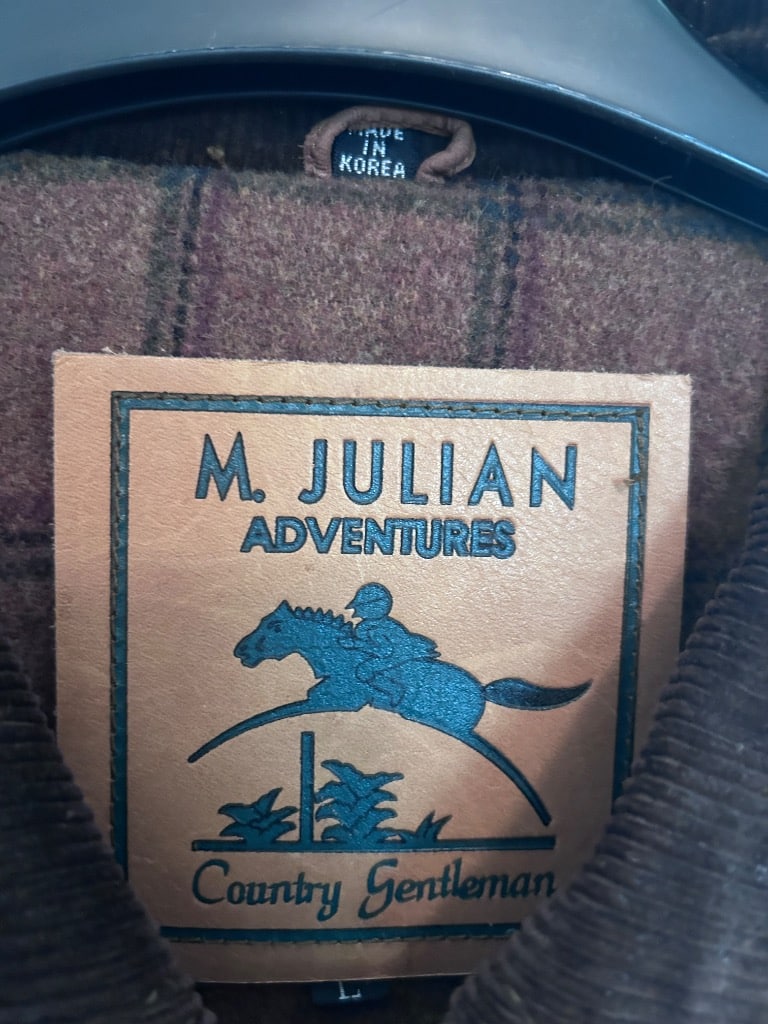 MADE
IN
KOREA
M. JULIAN
ADVENTURES
Country Gentleman
L